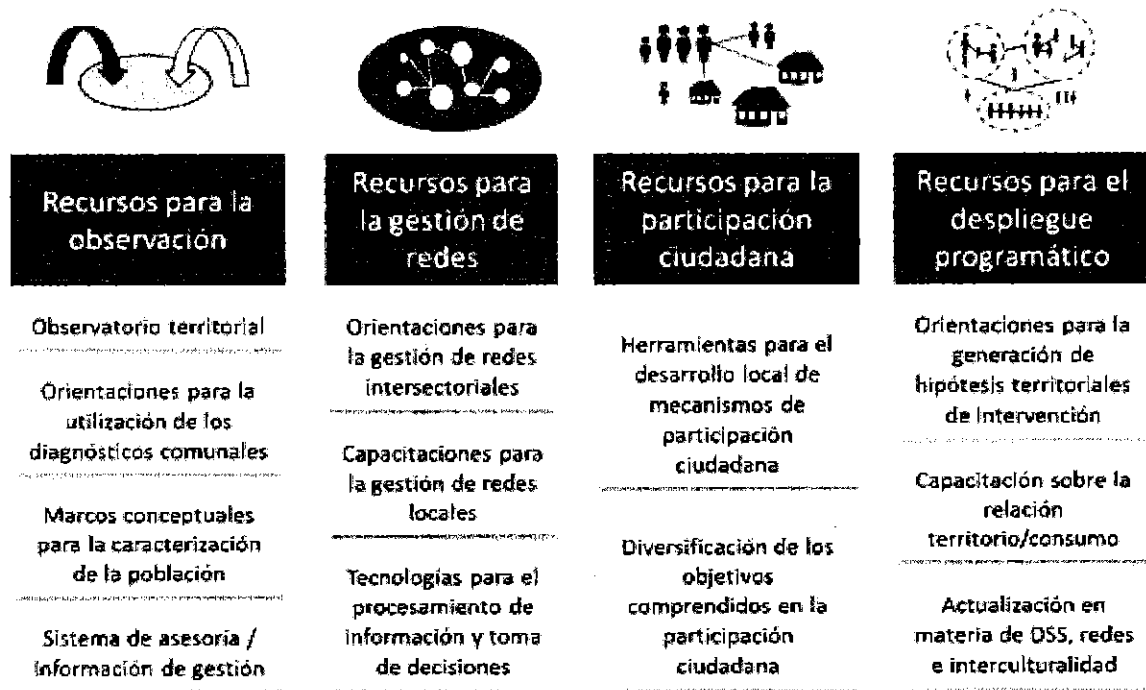 Recursos para la
observación
Observatorio territorial
Orientaciones para la
utilización de los
diagnósticos comunales
Marcos conceptuales
para la caracterización
de la población
Sistema de asesoría /
información de gestión
Recursos para
la gestión de
redes
Orientaciones para
la gestión de redes
intersectoriales
Capacitaciones para
la gestión de redes
locales
Tecnologías para el
procesamiento de
información y toma
de decisiones
Recursos para la
participación
ciudadana
Herramientas para el
desarrollo local de
mecanismos de
participación
ciudadana
Diversificación de los
objetivos
comprendidos en la
participación
ciudadana
Recursos para el
despliegue
programático
Orientaciones para la
generación de
hipótesis territoriales
de Intervención
Capacitación sobre la
relación
territorio/consumo
Actualización en
materia de DSS, redes
e interculturalidad